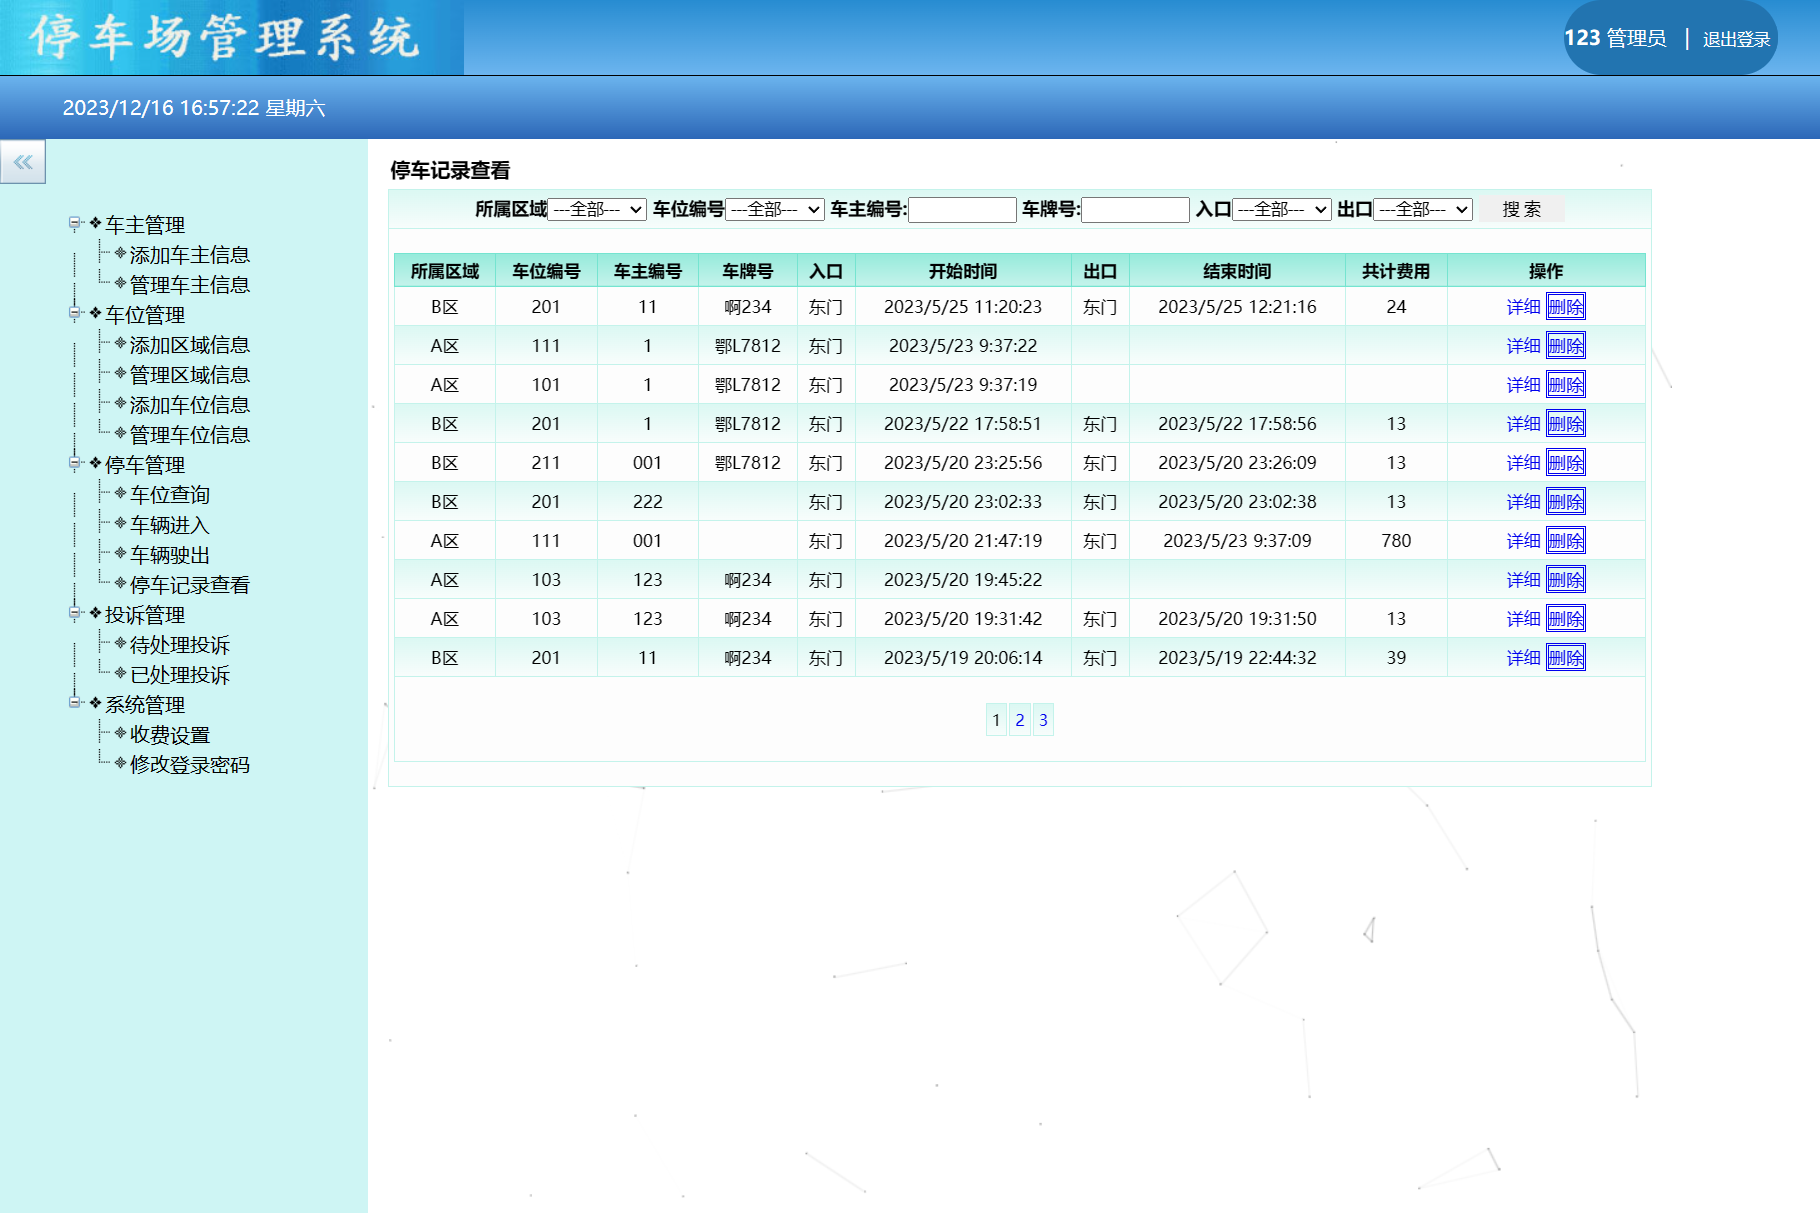 停车场管理系统
123 管理员 | 退出登录
2023/12/16 16:57:22 星期六
车主管理
添加车主信息
管理车主信息
车位管理
添加区域信息
管理区域信息
添加车位信息
管理车位信息
停车管理
车位查询
车辆进入
车辆驶出
停车记录查看
投诉管理
待处理投诉
已处理投诉
系统管理
收费设置
修改登录密码
停车记录查看
所属区域 ---全部--- 车位编号 ---全部--- 车主编号: 车牌号: 入口 ---全部--- 出口 ---全部--- 搜 索
所属区域 车位编号 车主编号 车牌号 入口 开始时间 出口 结束时间 共计费用 操作
B区 201 11 啊234 东门 2023/5/25 11:20:23 东门 2023/5/25 12:21:16 24 详细 删除
A区 111 1 鄂L7812 东门 2023/5/23 9:37:22 详细 删除
A区 101 1 鄂L7812 东门 2023/5/23 9:37:19 详细 删除
B区 201 1 鄂L7812 东门 2023/5/22 17:58:51 东门 2023/5/22 17:58:56 13 详细 删除
B区 211 001 鄂L7812 东门 2023/5/20 23:25:56 东门 2023/5/20 23:26:09 13 详细 删除
B区 201 222 东门 2023/5/20 23:02:33 东门 2023/5/20 23:02:38 13 详细 删除
A区 111 001 东门 2023/5/20 21:47:19 东门 2023/5/23 9:37:09 780 详细 删除
A区 103 123 啊234 东门 2023/5/20 19:45:22 详细 删除
A区 103 123 啊234 东门 2023/5/20 19:31:42 东门 2023/5/20 19:31:50 13 详细 删除
B区 201 11 啊234 东门 2023/5/19 20:06:14 东门 2023/5/19 22:44:32 39 详细 删除
1 2 3